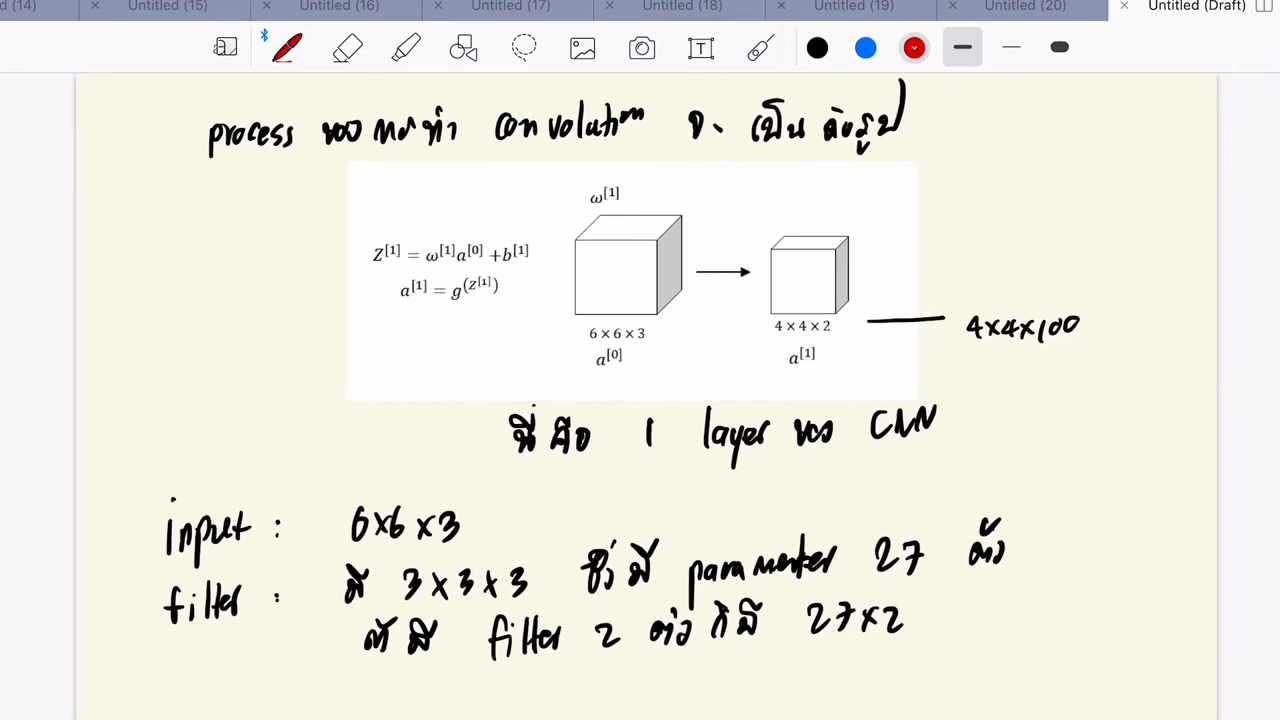 d (14) Untitled (15) Untitled (16) Untitled (17) Untitled (18) Untitled (19) Untitled (20) Untitled (Draft)
process ของการทำ convolution จะ เป็น ดังรูป
ω[1]
Z[1] = ω[1]a[0] +b[1]
a[1] = g(Z[1])
6 × 6 × 3
4 × 4 × 2
4×4×100
a[0]
a[1]
นี่คือ 1 layer ของ CNN
input : 6×6×3
filter : มี 3×3×3 ซึ่งมี parameter 27 ตัว
ถ้ามี filter 2 ตัว ก็มี 27×2